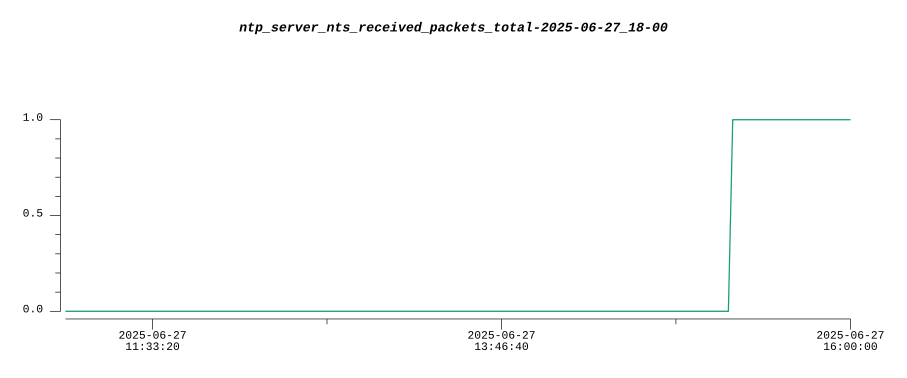 ntp_server_nts_received_packets_total-2025-06-27_18-00
1.0
0.5
0.0
2025-06-27 2025-06-27 2025-06-27
11:33:20 13:46:40 16:00:00